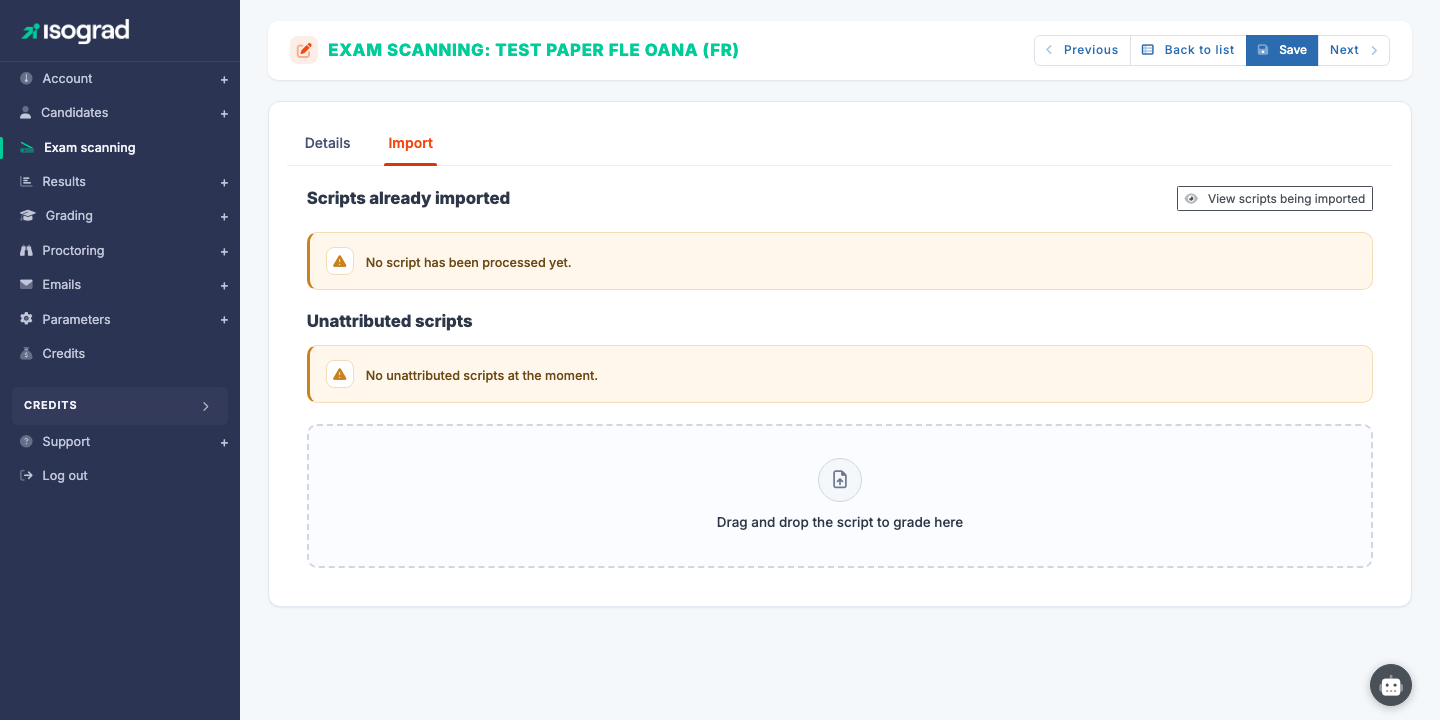 isograd
Account +
Candidates +
Exam scanning
Results +
Grading +
Proctoring +
Emails +
Parameters +
Credits
CREDITS
Support +
Log out
EXAM SCANNING: TEST PAPER FLE OANA (FR)
Previous
Back to list
Save
Next
Details
Import
Scripts already imported
View scripts being imported
No script has been processed yet.
Unattributed scripts
No unattributed scripts at the moment.
Drag and drop the script to grade here